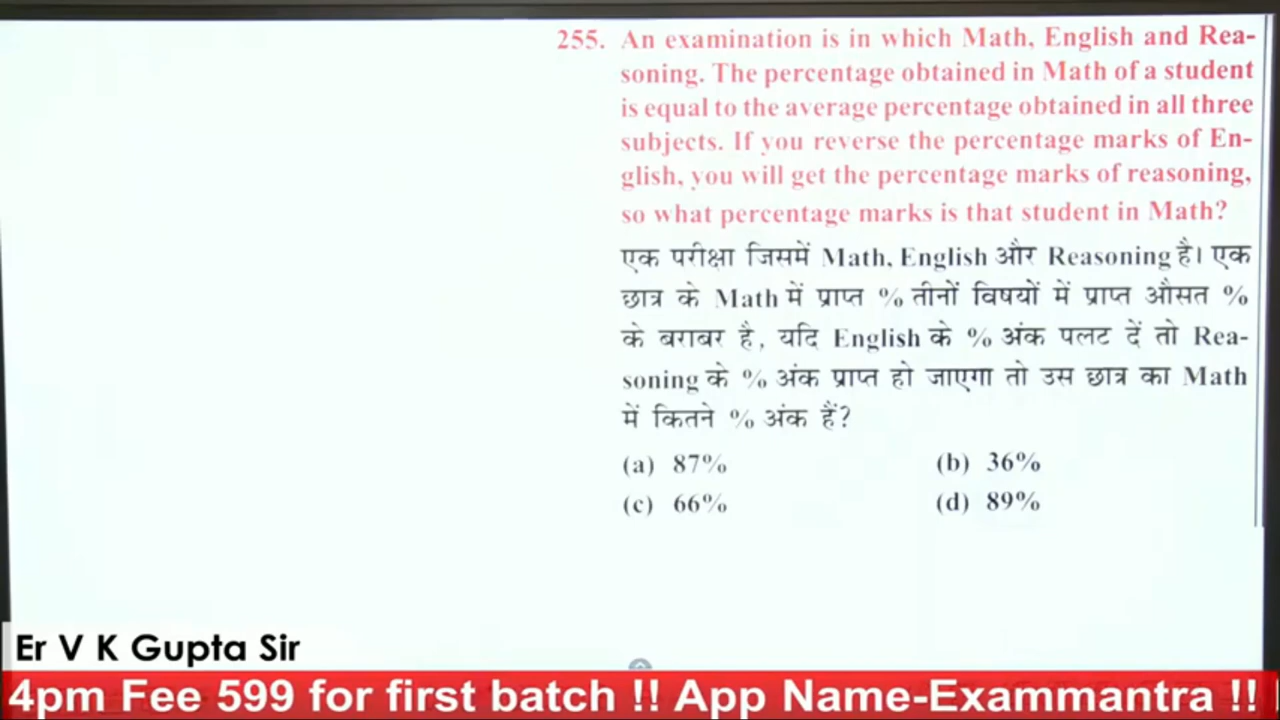 255. An examination is in which Math, English and Rea-
soning. The percentage obtained in Math of a student
is equal to the average percentage obtained in all three
subjects. If you reverse the percentage marks of En-
glish, you will get the percentage marks of reasoning,
so what percentage marks is that student in Math?
एक परीक्षा जिसमें Math, English और Reasoning है। एक
छात्र के Math में प्राप्त % तीनों विषयों में प्राप्त औसत %
के बराबर है, यदि English के % अंक पलट दें तो Rea-
soning के % अंक प्राप्त हो जाएगा तो उस छात्र का Math
में कितने % अंक हैं?
(a) 87% (b) 36%
(c) 66% (d) 89%
Er V K Gupta Sir
4pm Fee 599 for first batch !! App Name-Exammantra !!